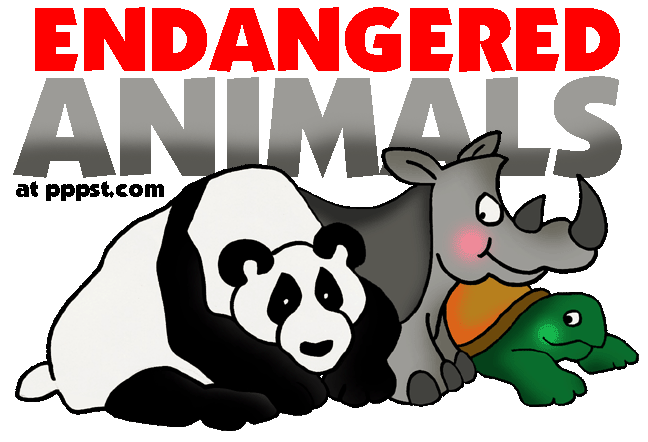 ENDANGERED
ANIMALS
at pppst.com